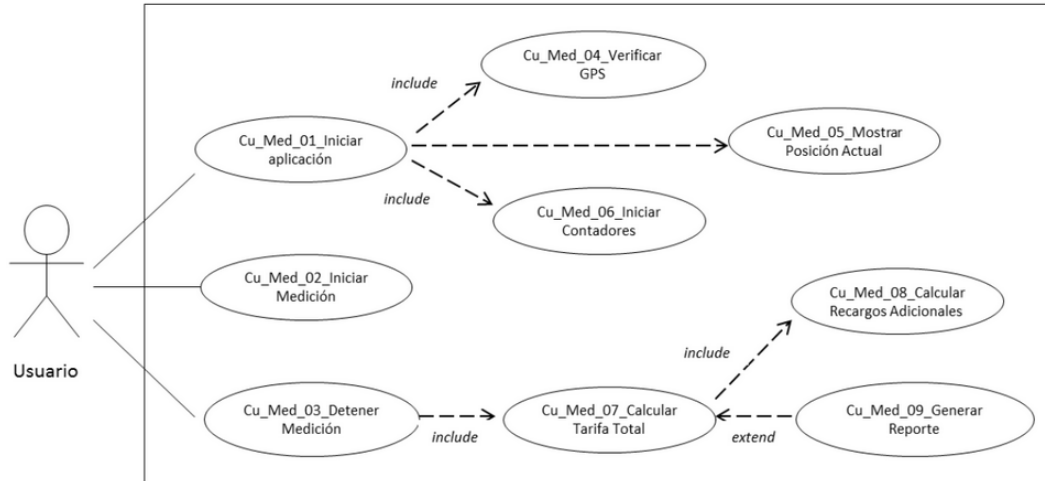 Cu_Med_04_Verificar
GPS
include
Cu_Med_01_Iniciar
aplicación
Cu_Med_05_Mostrar
Posición Actual
include
Cu_Med_06_Iniciar
Contadores
Cu_Med_02_Iniciar
Medición
Cu_Med_08_Calcular
Recargos Adicionales
Usuario
include
Cu_Med_03_Detener
Medición
include
Cu_Med_07_Calcular
Tarifa Total
extend
Cu_Med_09_Generar
Reporte